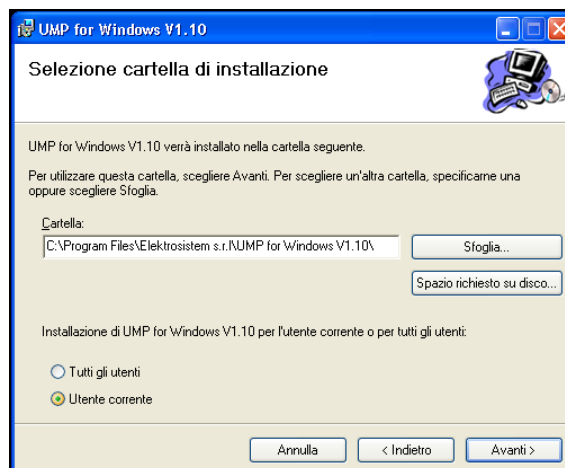 UMP for Windows V1.10
Selezione cartella di installazione
UMP for Windows V1.10 verrà installato nella cartella seguente.
Per utilizzare questa cartella, scegliere Avanti. Per scegliere un'altra cartella, specificarne una
oppure scegliere Sfoglia.
Cartella:
C:\Program Files\Elektrosistem s.r.l\UMP for Windows V1.10\
Sfoglia...
Spazio richiesto su disco...
Installazione di UMP for Windows V1.10 per l'utente corrente o per tutti gli utenti:
Tutti gli utenti
Utente corrente
Annulla
< Indietro
Avanti >